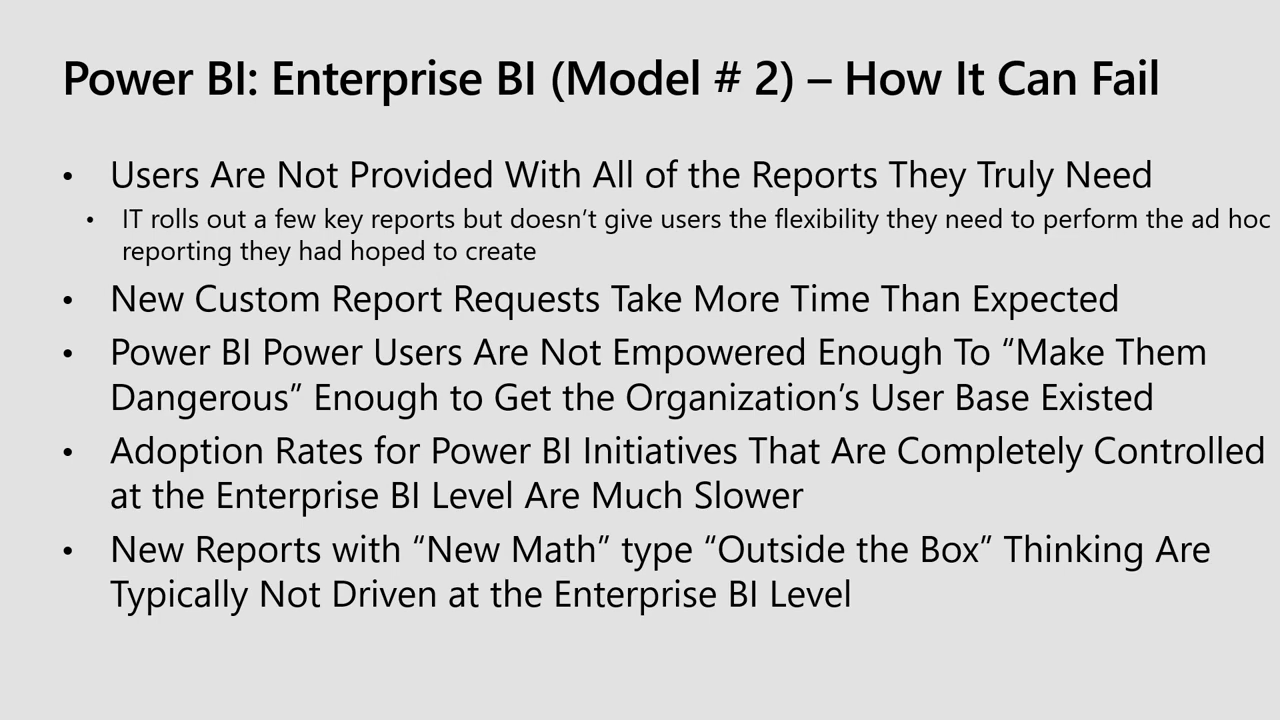 Power BI: Enterprise BI (Model # 2) – How It Can Fail
• Users Are Not Provided With All of the Reports They Truly Need
• IT rolls out a few key reports but doesn’t give users the flexibility they need to perform the ad hoc
reporting they had hoped to create
• New Custom Report Requests Take More Time Than Expected
• Power BI Power Users Are Not Empowered Enough To “Make Them
Dangerous” Enough to Get the Organization’s User Base Existed
• Adoption Rates for Power BI Initiatives That Are Completely Controlled
at the Enterprise BI Level Are Much Slower
• New Reports with “New Math” type “Outside the Box” Thinking Are
Typically Not Driven at the Enterprise BI Level